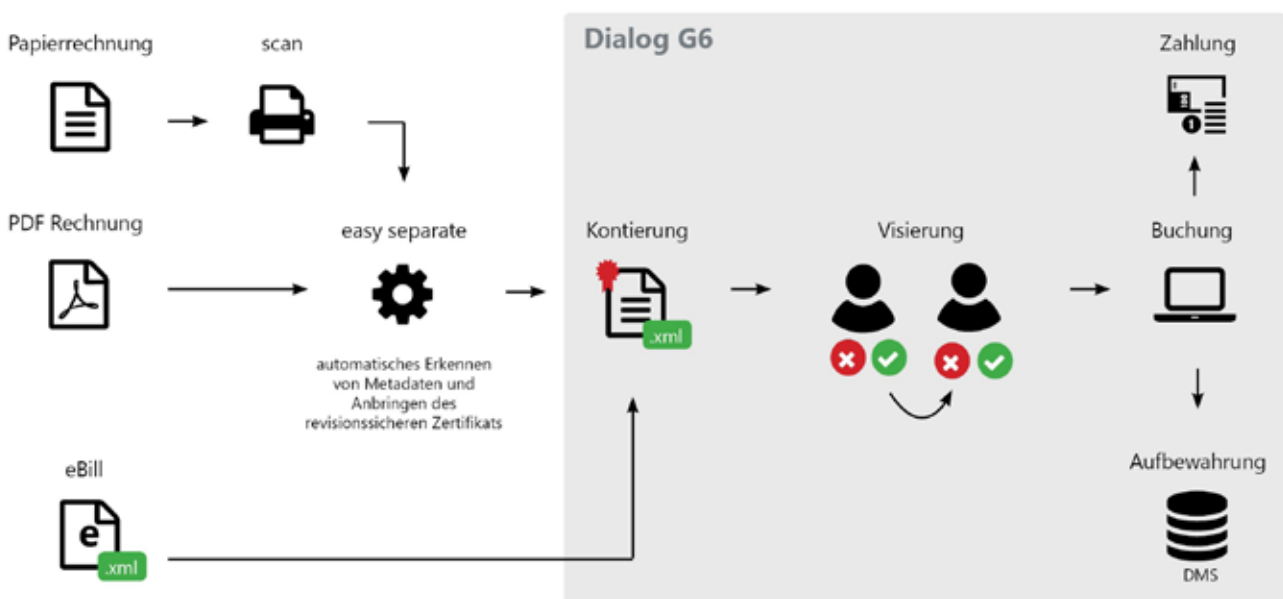 Papierrechnung
scan
Dialog G6
Zahlung
PDF Rechnung
easy separate
Kontierung
Visierung
Buchung
.xml
automatisches Erkennen
von Metadaten und
Anbringen des
revisionssicheren Zertifikats
eBill
e
.xml
Aufbewahrung
DMS